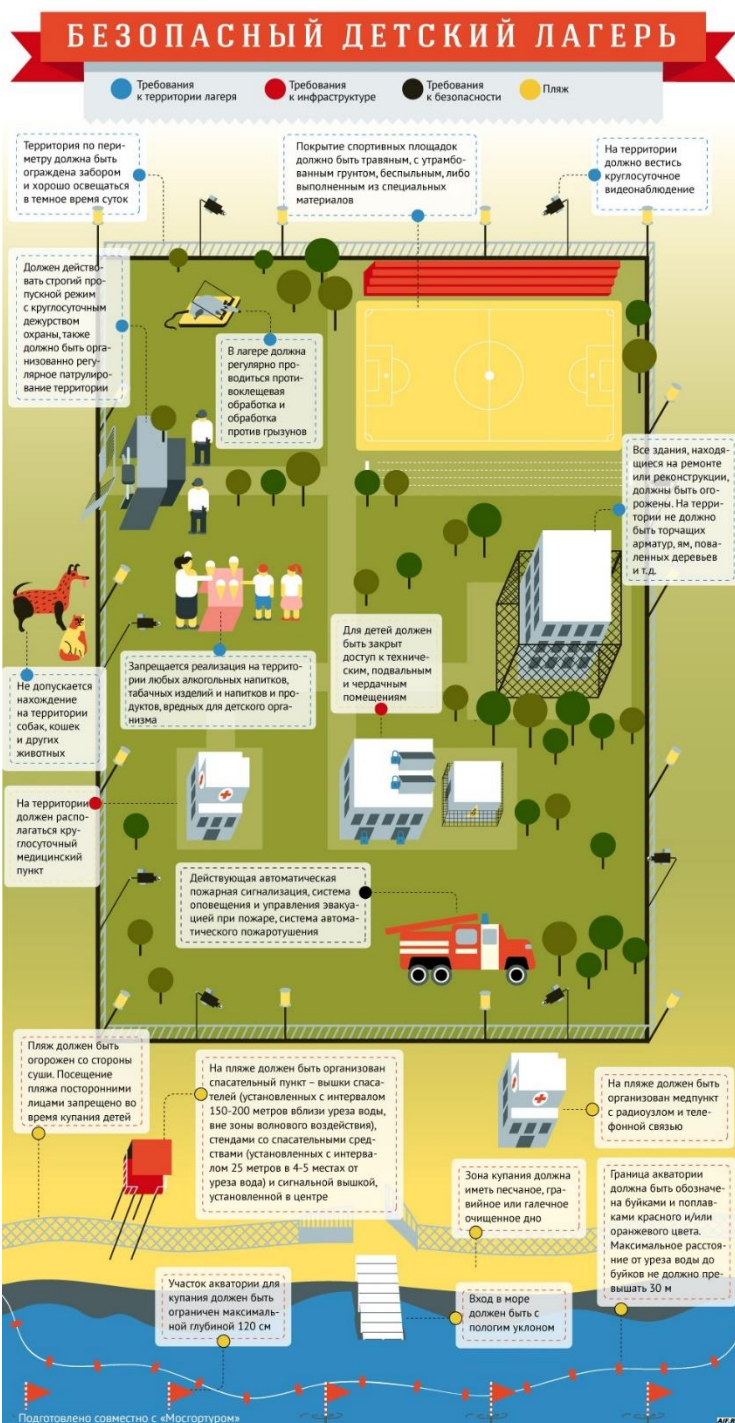 БЕЗОПАСНЫЙ ДЕТСКИЙ ЛАГЕРЬ
Требования
к территории лагеря
Требования
к инфраструктуре
Требования
к безопасности
Пляж
Территория по пери-
метру должна быть
ограждена забором
и хорошо освещаться
в темное время суток
Покрытие спортивных площадок
должно быть травяным, с утрамбо-
ванным грунтом, беспыльным, либо
выполненным из специальных
материалов
На территории
должно вестись
круглосуточное
видеонаблюдение
Должен действо-
вать строгий про-
пускной режим
с круглосуточным
дежурством
охраны, также
должно быть орга-
низованно регу-
лярное патрулиро-
вание территории
В лагере должна
регулярно про-
водиться проти-
воклещевая
обработка и
обработка
против грызунов
Все здания, находя-
щиеся на ремонте
или реконструкции,
должны быть ого-
рожены. На терри-
тории не должно
быть торчащих
арматур, ям, пова-
ленных деревьев
и т.д.
Не допускается
нахождение
на территории
собак, кошек
и других
животных
Запрещается реализация на террито-
рии любых алкогольных напитков,
табачных изделий и напитков и про-
дуктов, вредных для детского орга-
низма
Для детей должен
быть закрыт
доступ к техниче-
ским, подвальным
и чердачным
помещениям
На территории
должен распо-
лагаться кру-
глосуточный
медицинский
пункт
Действующая автоматическая
пожарная сигнализация, система
оповещения и управления эвакуа-
цией при пожаре, система автома-
тического пожаротушения
Пляж должен быть
огорожен со стороны
суши. Посещение
пляжа посторонними
лицами запрещено во
время купания детей
На пляже должен быть организован
спасательный пункт – вышки спаса-
телей (установленных с интервалом
150-200 метров вблизи уреза воды,
вне зоны волнового воздействия),
стендами со спасательными сред-
ствами (установленных с интерва-
лом 25 метров в 4-5 местах от
уреза вода) и сигнальной вышкой,
установленной в центре
На пляже должен быть
организован медпункт
с радиоузлом и теле-
фонной связью
Зона купания должна
иметь песчаное, гра-
вийное или галечное
очищенное дно
Граница акватории
должна быть обозначе-
на буйками и поплав-
ками красного и/или
оранжевого цвета.
Максимальное расстоя-
ние от уреза воды до
буйков не должно пре-
вышать 30 м
Участок акватории для
купания должен быть
ограничен максималь-
ной глубиной 120 см
Вход в море
должен быть с
пологим уклоном
Подготовлено совместно с «Мосгортуром»